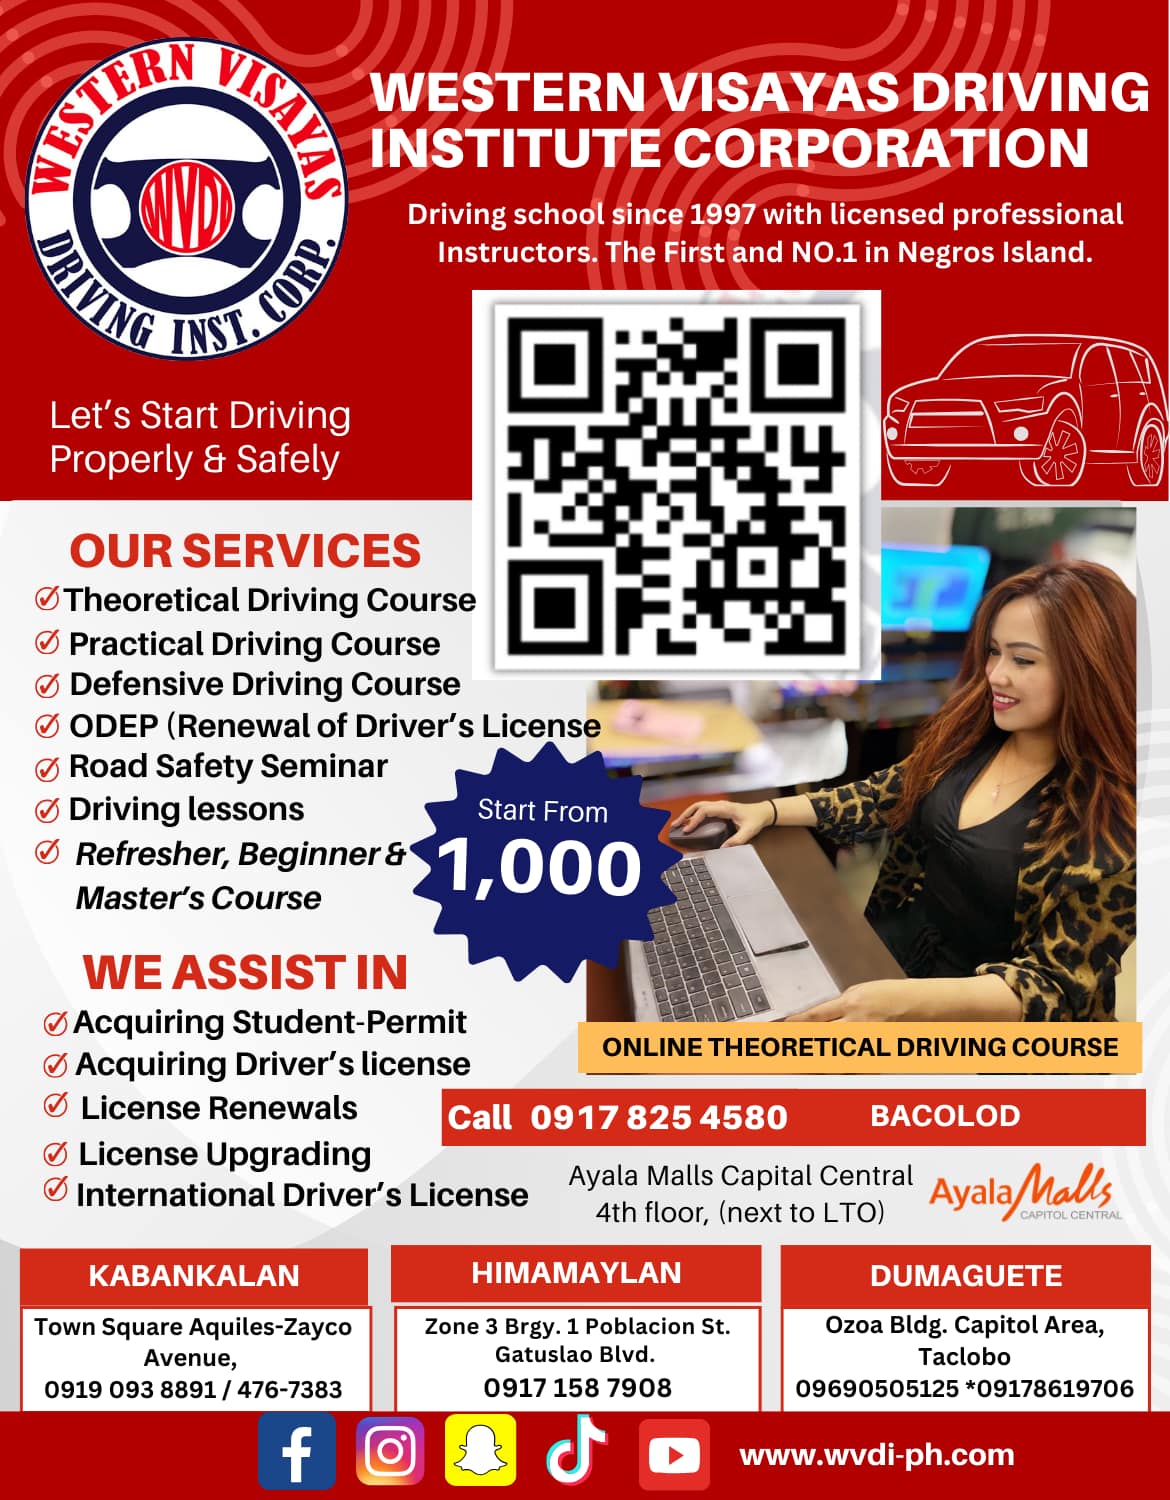 WESTERN VISAYAS
DRIVING INST. CORP.
WVDI
WESTERN VISAYAS DRIVING
INSTITUTE CORPORATION
Driving school since 1997 with licensed professional
Instructors. The First and NO.1 in Negros Island.
Let's Start Driving
Properly & Safely
OUR SERVICES
Theoretical Driving Course
Practical Driving Course
Defensive Driving Course
ODEP (Renewal of Driver's License
Road Safety Seminar
Driving lessons
Refresher, Beginner &
Master's Course
Start From
1,000
WE ASSIST IN
Acquiring Student-Permit
Acquiring Driver's license
License Renewals
License Upgrading
International Driver's License
ONLINE THEORETICAL DRIVING COURSE
Call 0917 825 4580 BACOLOD
Ayala Malls Capital Central
4th floor, (next to LTO)
Ayala Malls
CAPITOL CENTRAL
KABANKALAN
Town Square Aquiles-Zayco
Avenue,
0919 093 8891 / 476-7383
HIMAMAYLAN
Zone 3 Brgy. 1 Poblacion St.
Gatuslao Blvd.
0917 158 7908
DUMAGUETE
Ozoa Bldg. Capitol Area,
Taclobo
09690505125 *09178619706
www.wvdi-ph.com